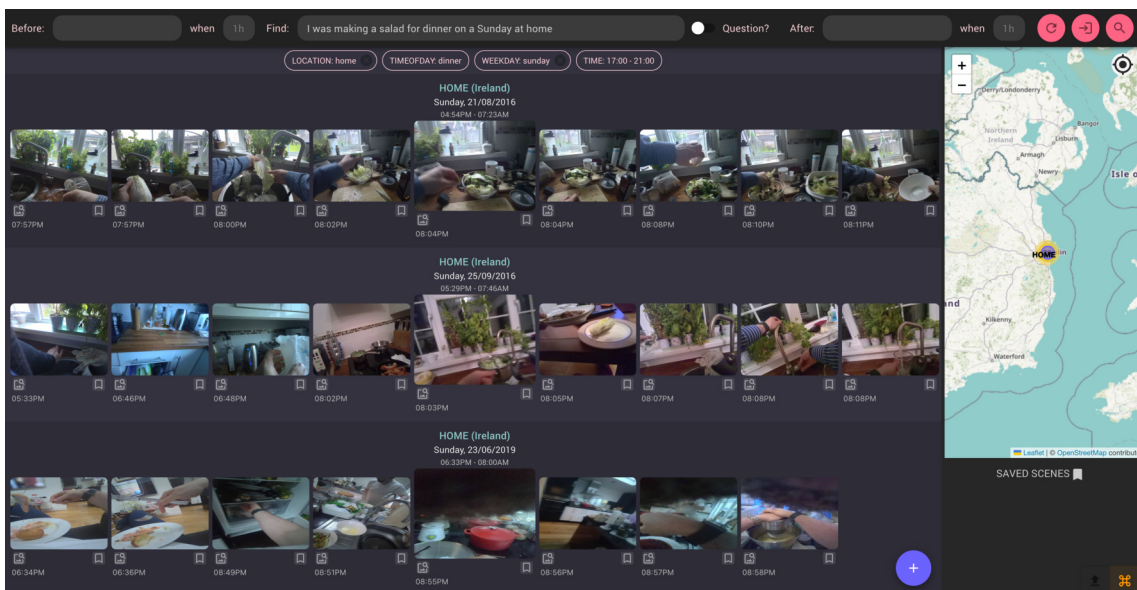 Before:
when 1h
Find: I was making a salad for dinner on a Sunday at home
Question?
After:
when 1h
LOCATION: home
TIMEOFDAY: dinner
WEEKDAY: sunday
TIME: 17:00 - 21:00
HOME (Ireland)
Sunday, 21/08/2016
04:54PM - 07:23AM
07:57PM 07:57PM 08:00PM 08:02PM 08:04PM 08:04PM 08:08PM 08:10PM 08:11PM
HOME (Ireland)
Sunday, 25/09/2016
05:29PM - 07:46AM
05:33PM 06:46PM 06:48PM 08:02PM 08:03PM 08:05PM 08:07PM 08:08PM 08:08PM
HOME (Ireland)
Sunday, 23/06/2019
06:33PM - 08:00AM
06:34PM 06:36PM 08:49PM 08:51PM 08:55PM 08:56PM 08:57PM 08:58PM
+
+
−
Derry/Londonderry
Bangor
Northern
Ireland
Lisburn
Armagh
Newry
Isle o
HOME
lin
nd
Kilkenny
Waterford
Leaflet | © OpenStreetMap contribut
SAVED SCENES